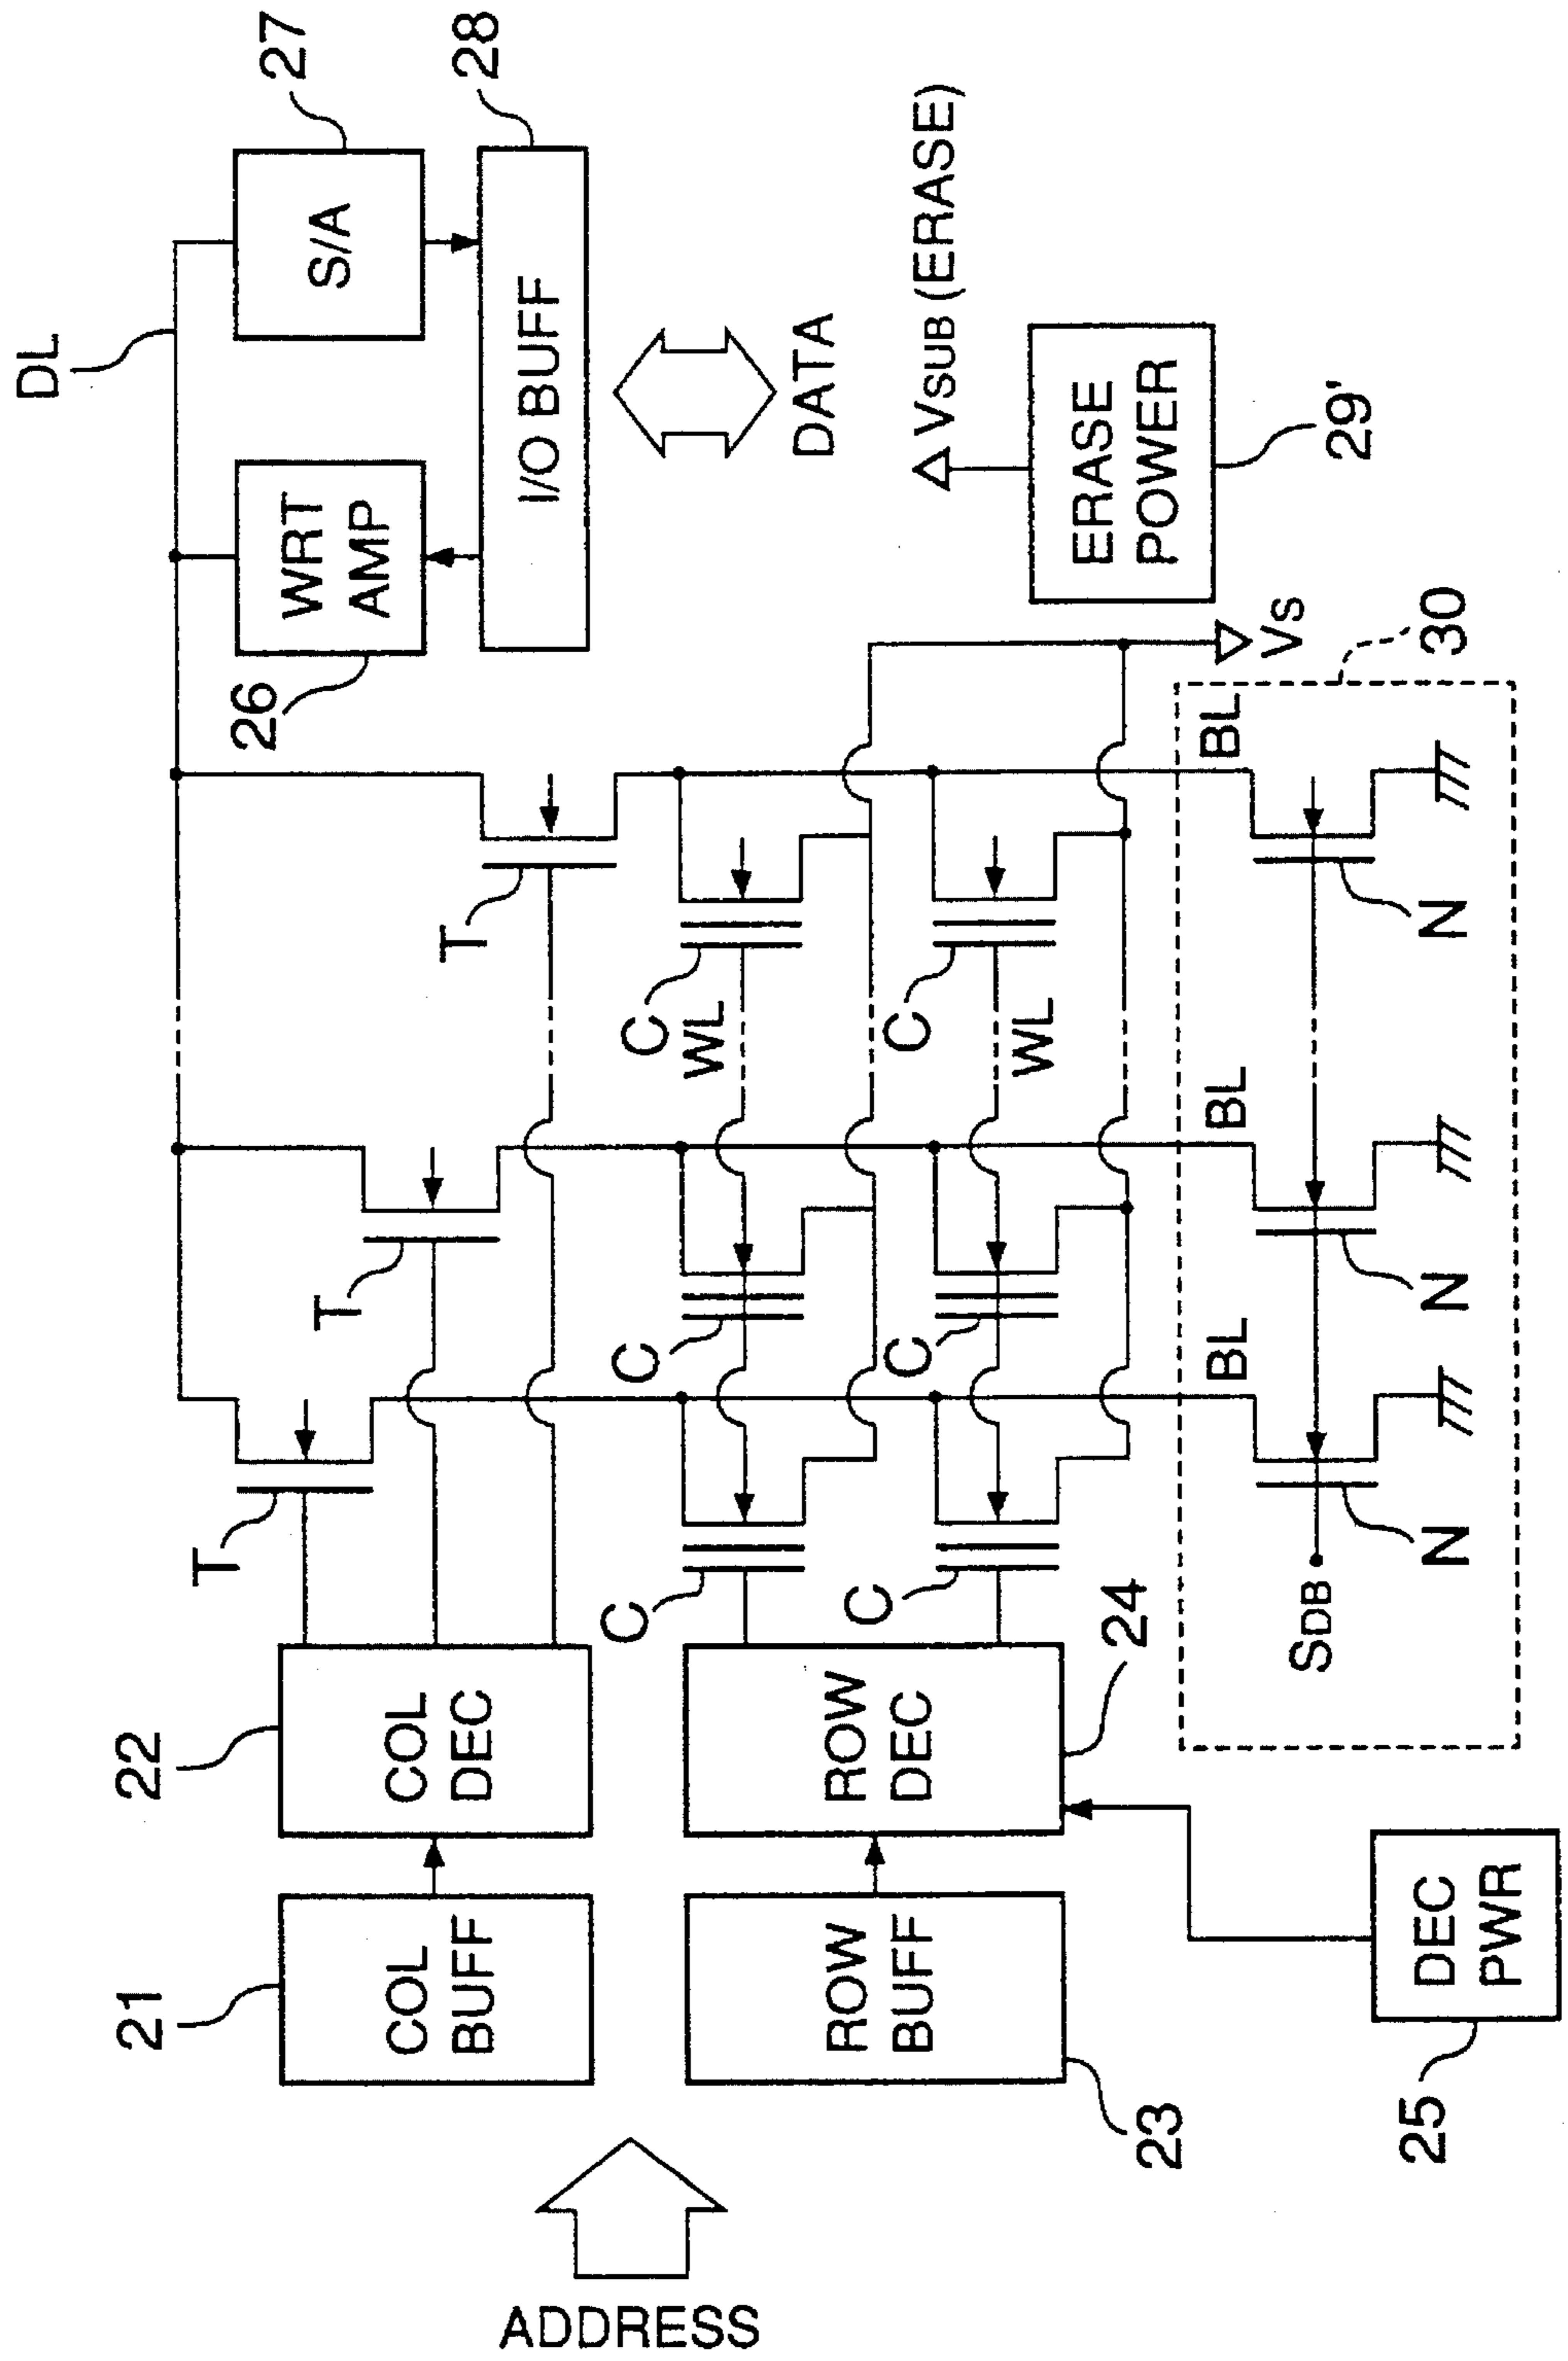 DL
27
S/A
28
WRT
AMP
26
I/O BUFF
DATA
VSUB (ERASE)
ERASE
POWER
29'
VS
30
T
T
T
22
COL
DEC
21
COL
BUFF
ADDRESS
C
WL
C
C
C
WL
C
C
ROW
DEC
24
ROW
BUFF
23
BL
BL
BL
N
N
N
SDB
DEC
PWR
25